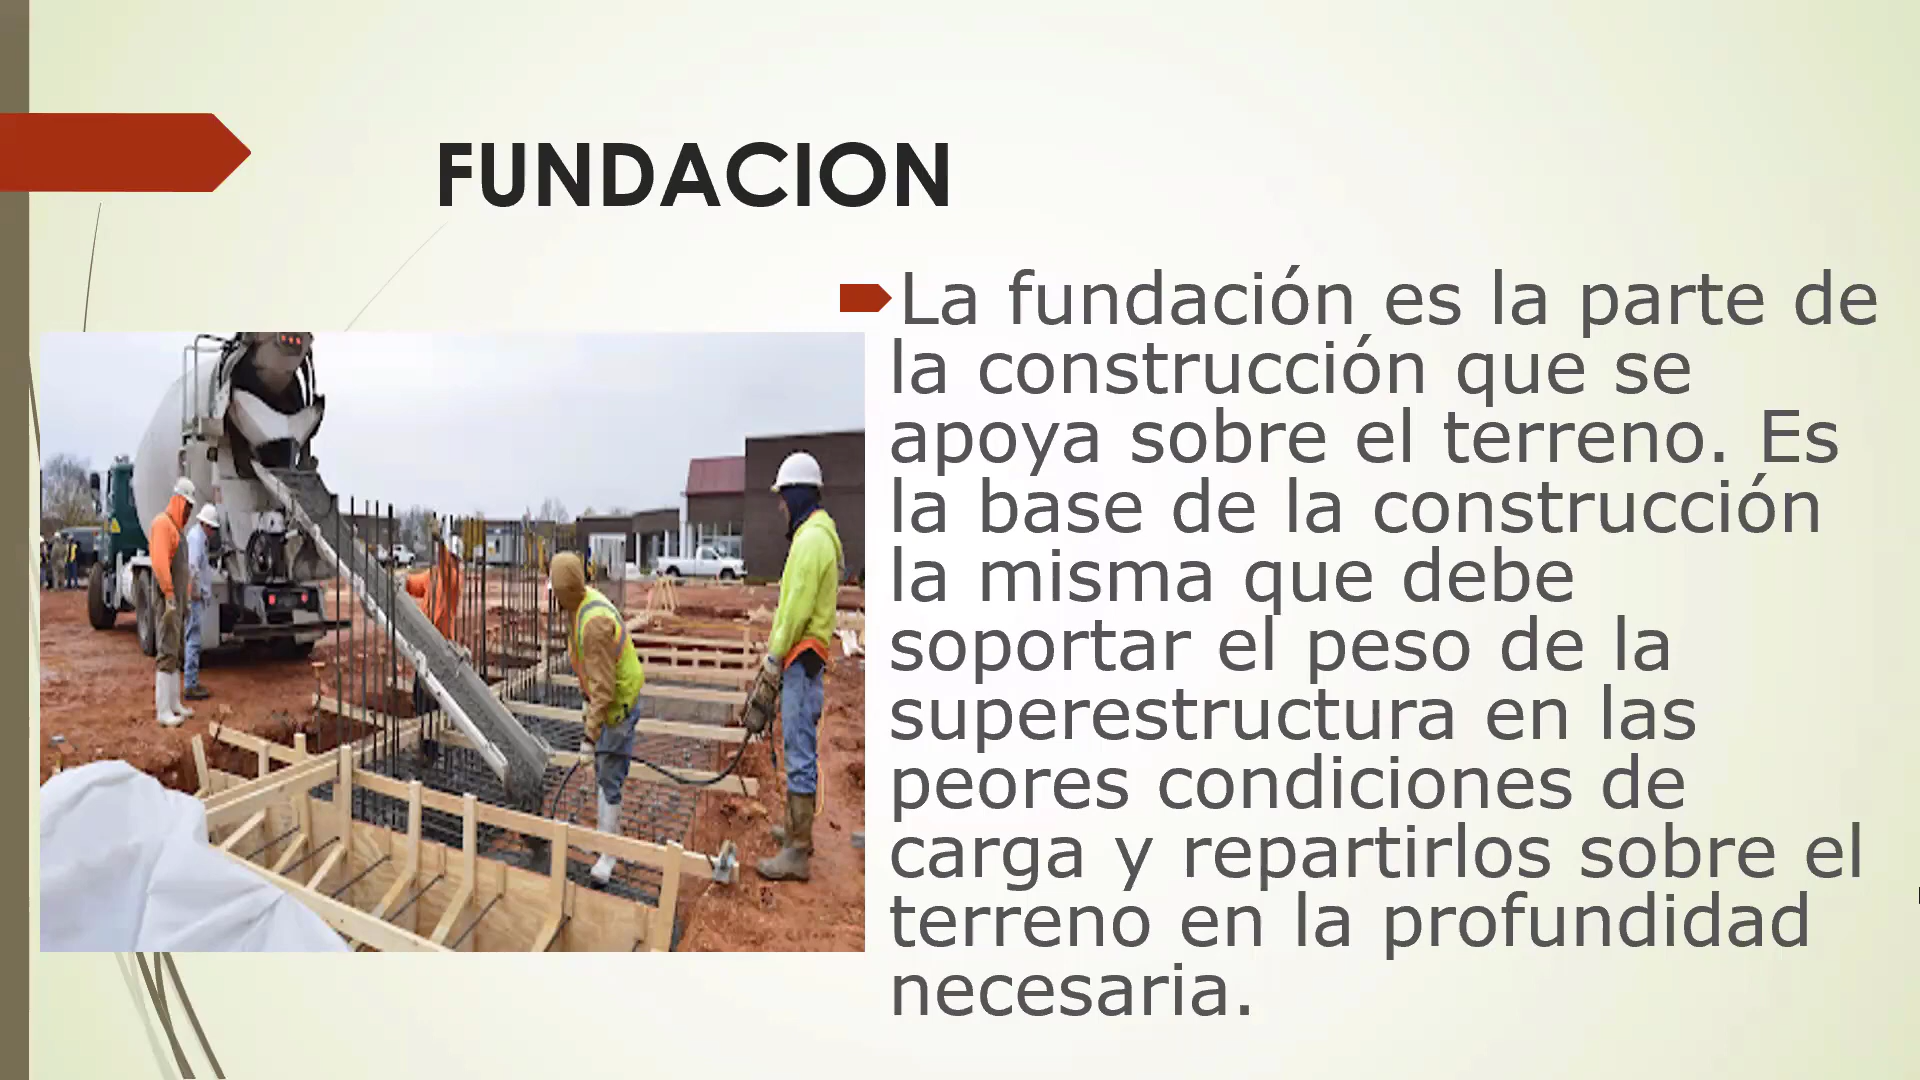 FUNDACION
La fundación es la parte de
la construcción que se
apoya sobre el terreno. Es
la base de la construcción
la misma que debe
soportar el peso de la
superestructura en las
peores condiciones de
carga y repartirlos sobre el
terreno en la profundidad
necesaria.